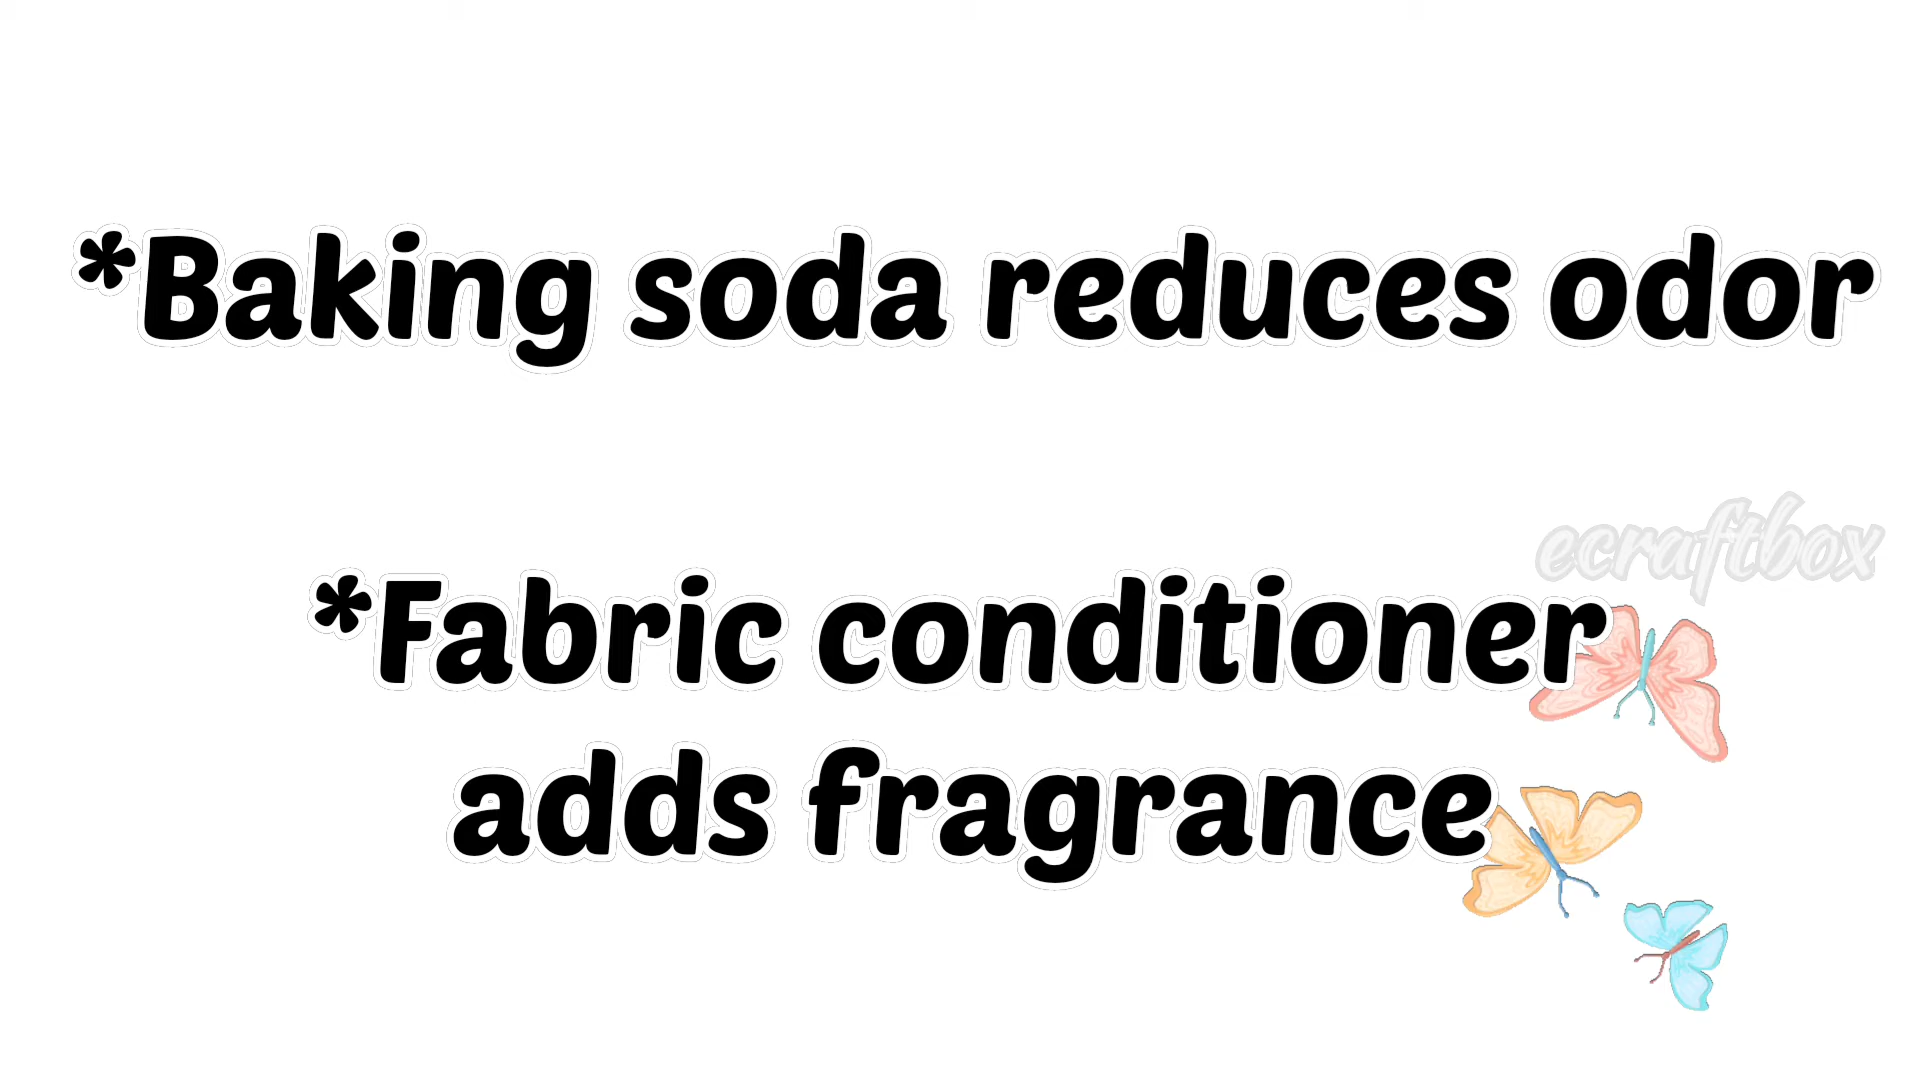 *Baking soda reduces odor
ecraftbox
*Fabric conditioner
adds fragrance